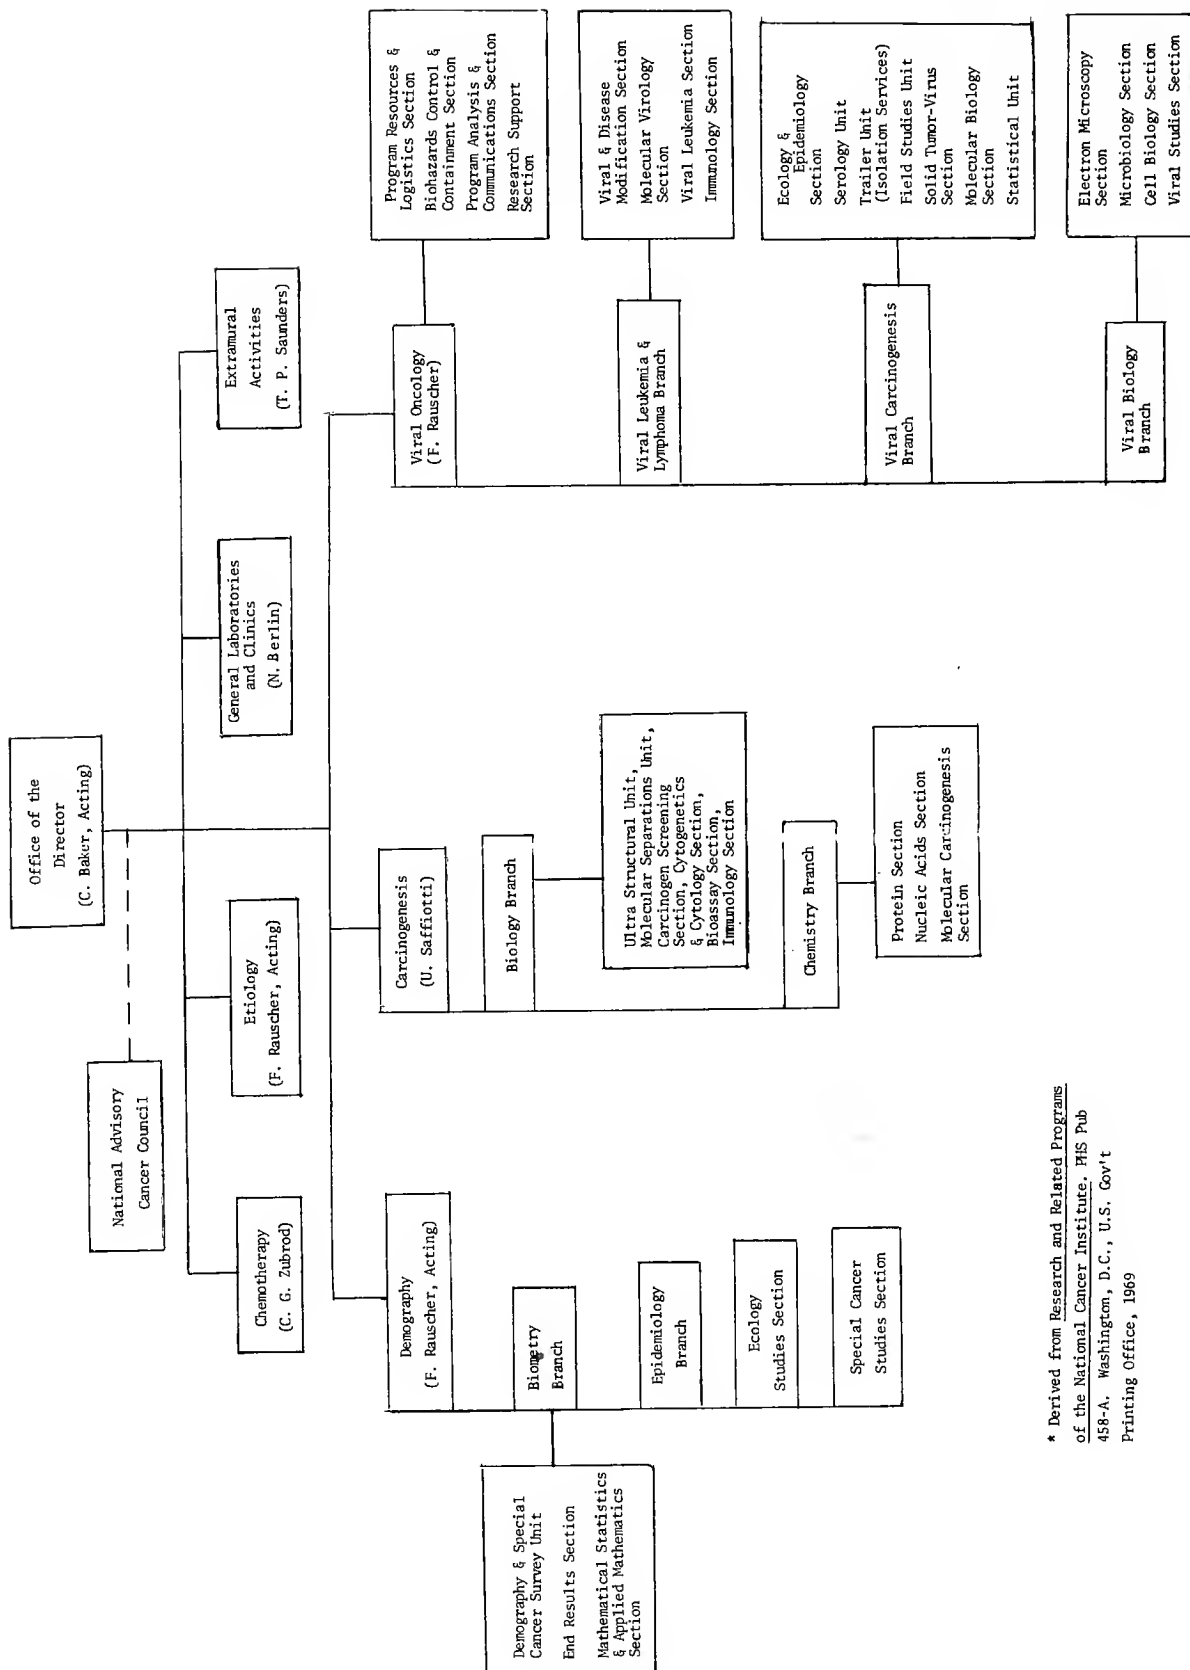 Office of the
Director
(C. Baker, Acting)
National Advisory
Cancer Council
Chemotherapy
(C. G. Zubrod)
Etiology
(F. Rauscher, Acting)
General Laboratories
and Clinics
(N. Berlin)
Extramural
Activities
(T. P. Saunders)
Demography
(F. Rauscher, Acting)
Biometry
Branch
Demography & Special
Cancer Survey Unit
End Results Section
Mathematical Statistics
& Applied Mathematics
Section
Epidemiology
Branch
Ecology
Studies Section
Special Cancer
Studies Section
Carcinogenesis
(U. Saffiotti)
Biology Branch
Ultra Structural Unit,
Molecular Separations Unit,
Carcinogen Screening
Section, Cytogenetics
& Cytology Section,
Bioassay Section,
Immunology Section
Chemistry Branch
Protein Section
Nucleic Acids Section
Molecular Carcinogenesis
Section
Viral Oncology
(F. Rauscher)
Program Resources &
Logistics Section
Biohazards Control &
Containment Section
Program Analysis &
Communications Section
Research Support
Section
Viral Leukemia &
Lymphoma Branch
Viral & Disease
Modification Section
Molecular Virology
Section
Viral Leukemia Section
Immunology Section
Viral Carcinogenesis
Branch
Ecology &
Epidemiology
Section
Serology Unit
Trailer Unit
(Isolation Services)
Field Studies Unit
Solid Tumor-Virus
Section
Molecular Biology
Section
Statistical Unit
Viral Biology
Branch
Electron Microscopy
Section
Microbiology Section
Cell Biology Section
Viral Studies Section
* Derived from Research and Related Programs
of the National Cancer Institute. PHS Pub
458-A. Washington, D.C., U.S. Gov't
Printing Office, 1969